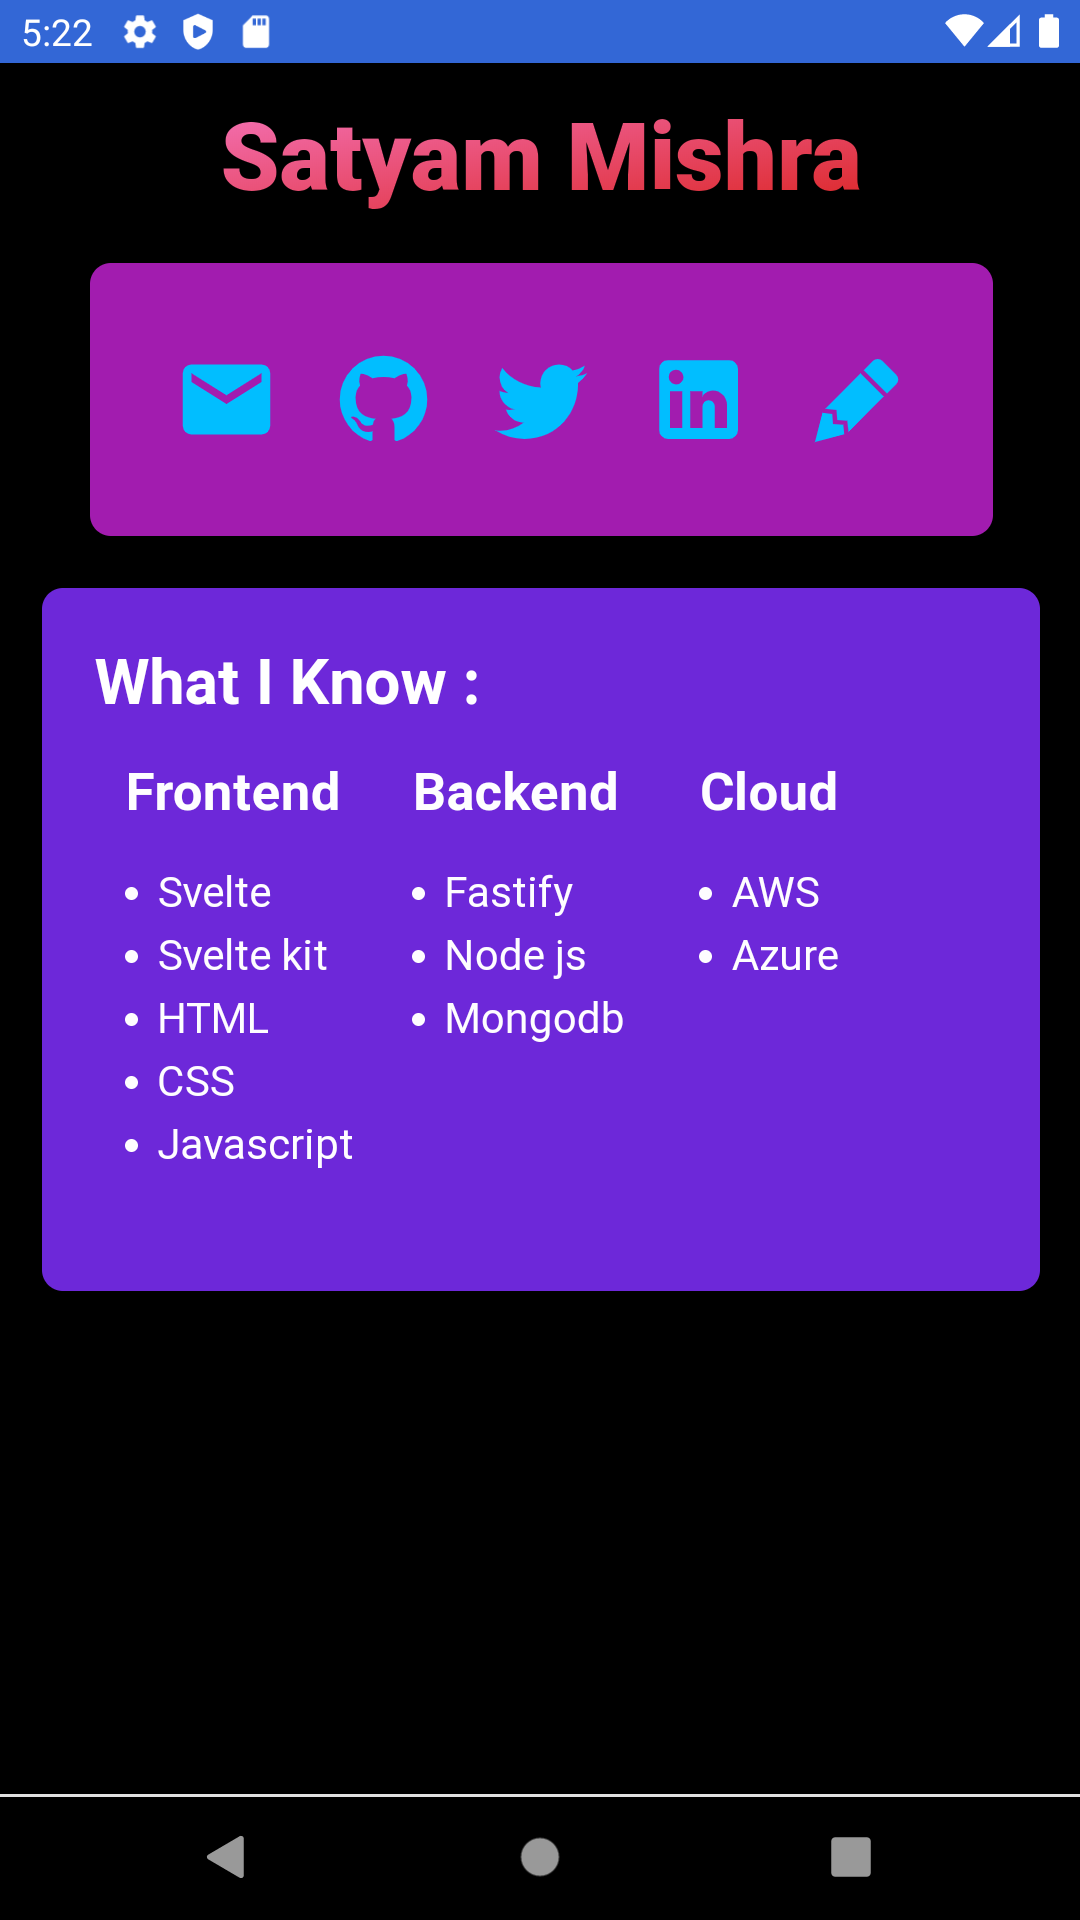 5:22
Satyam Mishra
What I Know :
Frontend
Svelte
Svelte kit
HTML
CSS
Javascript
Backend
Fastify
Node js
Mongodb
Cloud
AWS
Azure